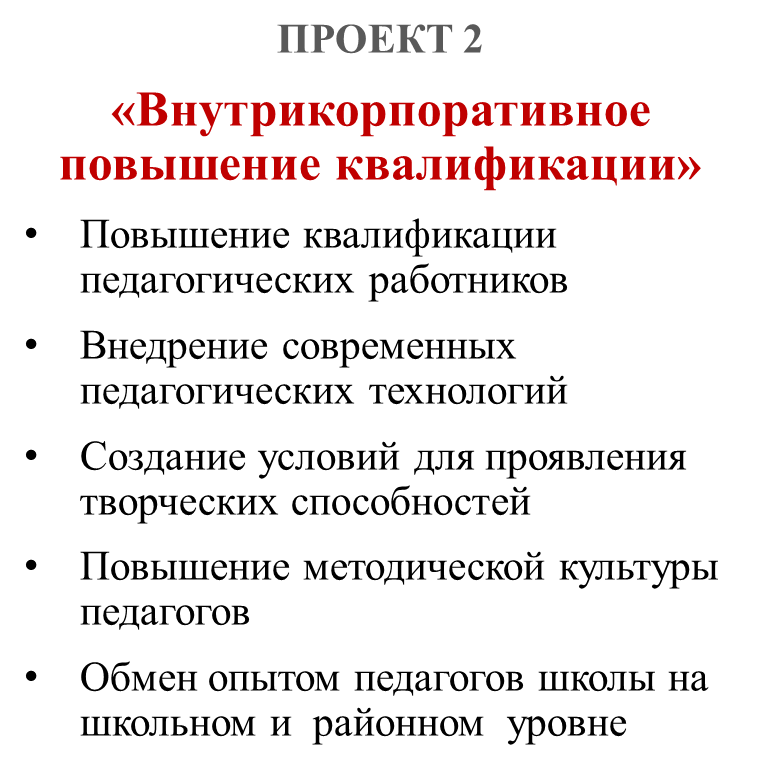 ПРОЕКТ 2
«Внутрикорпоративное
повышение квалификации»
• Повышение квалификации
педагогических работников
• Внедрение современных
педагогических технологий
• Создание условий для проявления
творческих способностей
• Повышение методической культуры
педагогов
• Обмен опытом педагогов школы на
школьном и районном уровне